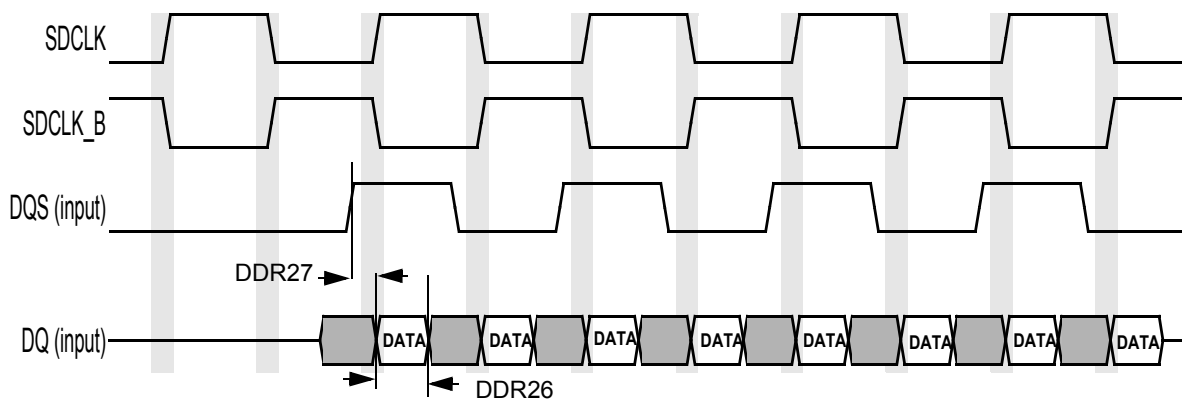 SDCLK
SDCLK_B
DQS (input)
DDR27
DQ (input)
DATA DATA DATA DATA DATA DATA DATA DATA
DDR26